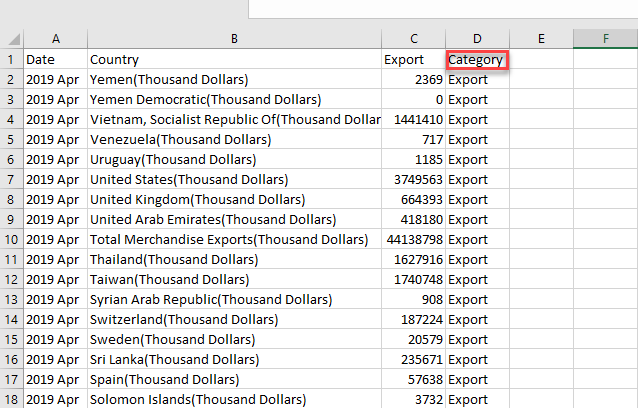 A B C D E F
1 Date Country Export Category
2 2019 Apr Yemen(Thousand Dollars) 2369 Export
3 2019 Apr Yemen Democratic(Thousand Dollars) 0 Export
4 2019 Apr Vietnam, Socialist Republic Of(Thousand Dollar 1441410 Export
5 2019 Apr Venezuela(Thousand Dollars) 717 Export
6 2019 Apr Uruguay(Thousand Dollars) 1185 Export
7 2019 Apr United States(Thousand Dollars) 3749563 Export
8 2019 Apr United Kingdom(Thousand Dollars) 664393 Export
9 2019 Apr United Arab Emirates(Thousand Dollars) 418180 Export
10 2019 Apr Total Merchandise Exports(Thousand Dollars) 44138798 Export
11 2019 Apr Thailand(Thousand Dollars) 1627916 Export
12 2019 Apr Taiwan(Thousand Dollars) 1740748 Export
13 2019 Apr Syrian Arab Republic(Thousand Dollars) 908 Export
14 2019 Apr Switzerland(Thousand Dollars) 187224 Export
15 2019 Apr Sweden(Thousand Dollars) 20579 Export
16 2019 Apr Sri Lanka(Thousand Dollars) 235671 Export
17 2019 Apr Spain(Thousand Dollars) 57638 Export
18 2019 Apr Solomon Islands(Thousand Dollars) 3732 Export